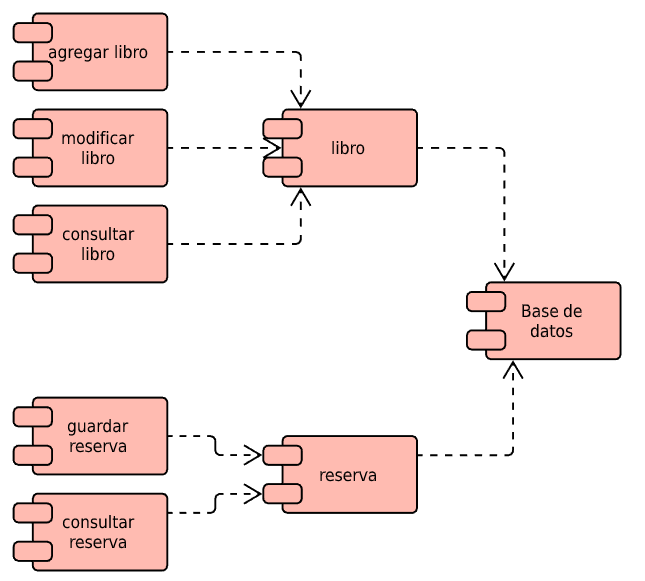 agregar libro
modificar
libro
libro
consultar
libro
Base de
datos
guardar
reserva
reserva
consultar
reserva